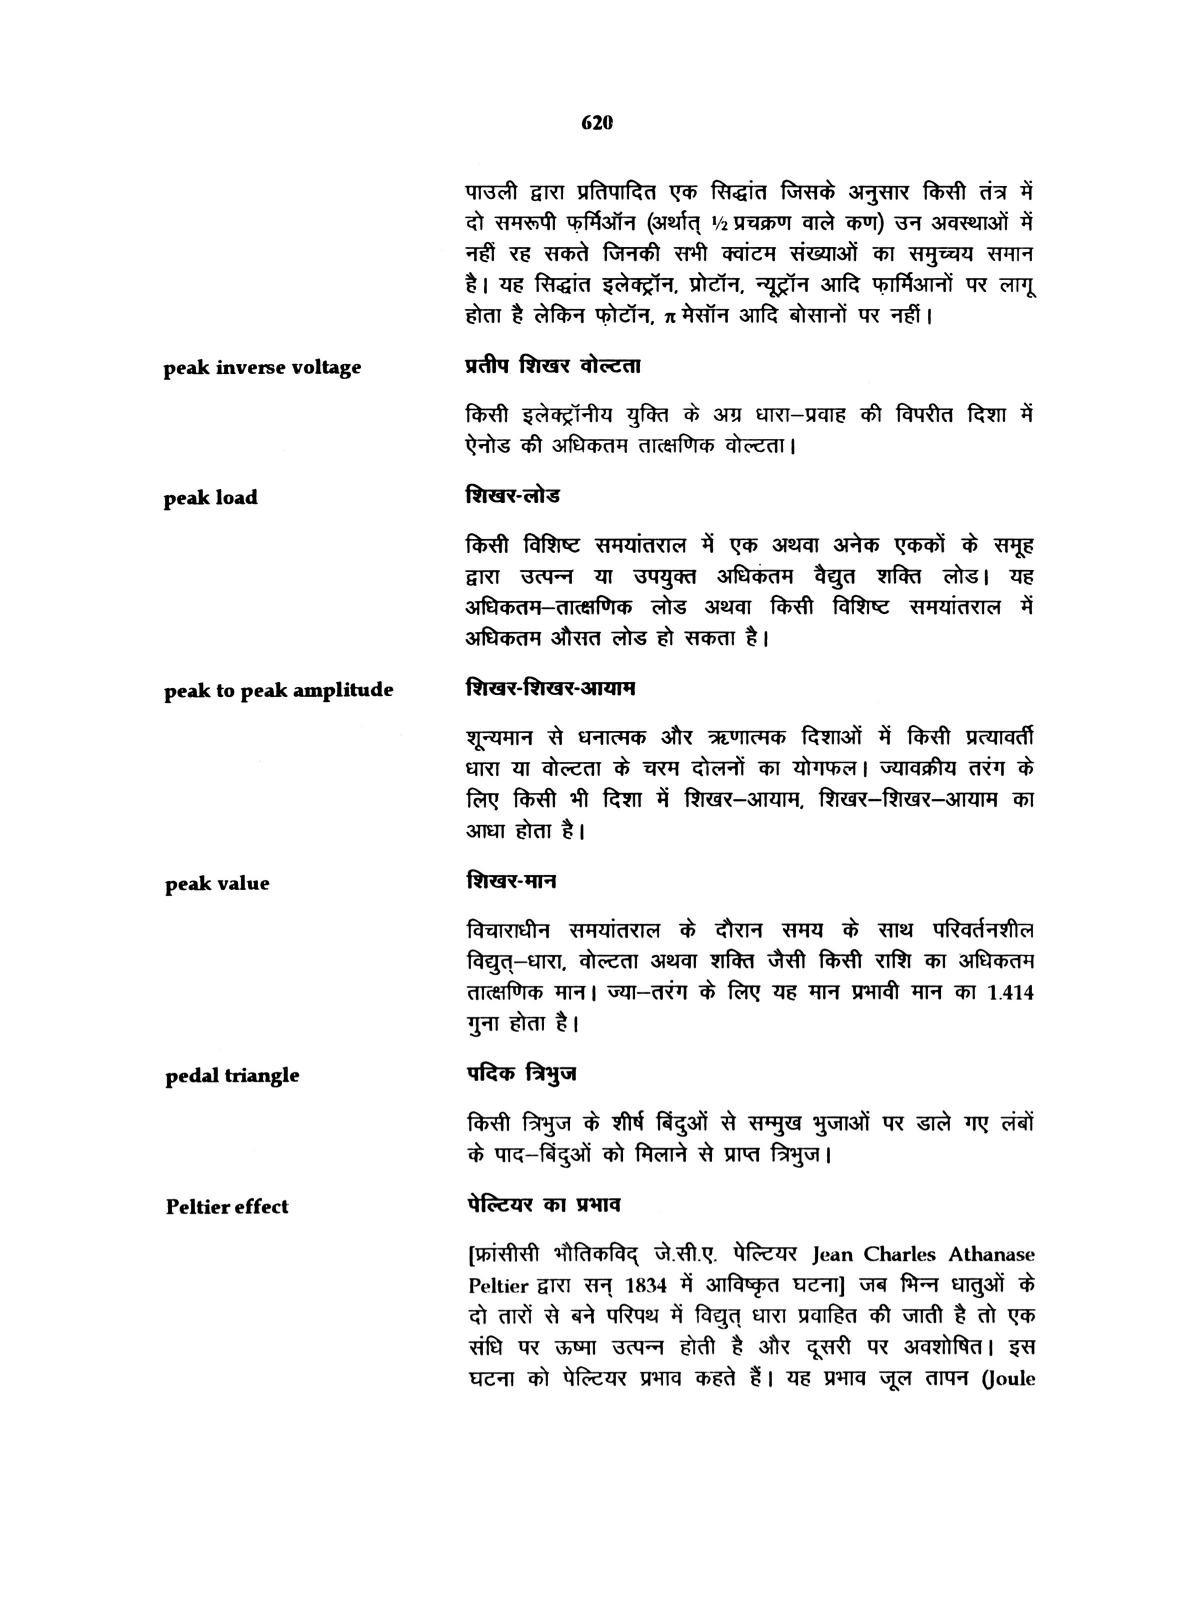 620
पाउली द्वारा प्रतिपादित एक सिद्धांत जिसके अनुसार किसी तंत्र में
दो समरूपी फ़र्मिऑन (अर्थात् ½ प्रचक्रण वाले कण) उन अवस्थाओं में
नहीं रह सकते जिनकी सभी क्वांटम संख्याओं का समुच्चय समान
है। यह सिद्धांत इलेक्ट्रॉन, प्रोटॉन, न्यूट्रॉन आदि फ़ार्मिआनों पर लागू
होता है लेकिन फ़ोटॉन, π मेसॉन आदि बोसानों पर नहीं।
peak inverse voltage प्रतीप शिखर वोल्टता
किसी इलेक्ट्रॉनीय युक्ति के अग्र धारा–प्रवाह की विपरीत दिशा में
ऐनोड की अधिकतम तात्क्षणिक वोल्टता।
peak load शिखर-लोड
किसी विशिष्ट समयांतराल में एक अथवा अनेक एककों के समूह
द्वारा उत्पन्न या उपयुक्त अधिकतम वैद्युत शक्ति लोड। यह
अधिकतम–तात्क्षणिक लोड अथवा किसी विशिष्ट समयांतराल में
अधिकतम औसत लोड हो सकता है।
peak to peak amplitude शिखर-शिखर-आयाम
शून्यमान से धनात्मक और ऋणात्मक दिशाओं में किसी प्रत्यावर्ती
धारा या वोल्टता के चरम दोलनों का योगफल। ज्यावक्रीय तरंग के
लिए किसी भी दिशा में शिखर–आयाम, शिखर–शिखर–आयाम का
आधा होता है।
peak value शिखर-मान
विचाराधीन समयांतराल के दौरान समय के साथ परिवर्तनशील
विद्युत्–धारा, वोल्टता अथवा शक्ति जैसी किसी राशि का अधिकतम
तात्क्षणिक मान। ज्या–तरंग के लिए यह मान प्रभावी मान का 1.414
गुना होता है।
pedal triangle पदिक त्रिभुज
किसी त्रिभुज के शीर्ष बिंदुओं से सम्मुख भुजाओं पर डाले गए लंबों
के पाद–बिंदुओं को मिलाने से प्राप्त त्रिभुज।
Peltier effect पेल्टियर का प्रभाव
[फ्रांसीसी भौतिकविद् जे.सी.ए. पेल्टियर Jean Charles Athanase
Peltier द्वारा सन् 1834 में आविष्कृत घटना] जब भिन्न धातुओं के
दो तारों से बने परिपथ में विद्युत् धारा प्रवाहित की जाती है तो एक
संधि पर ऊष्मा उत्पन्न होती है और दूसरी पर अवशोषित। इस
घटना को पेल्टियर प्रभाव कहते हैं। यह प्रभाव जूल तापन (Joule